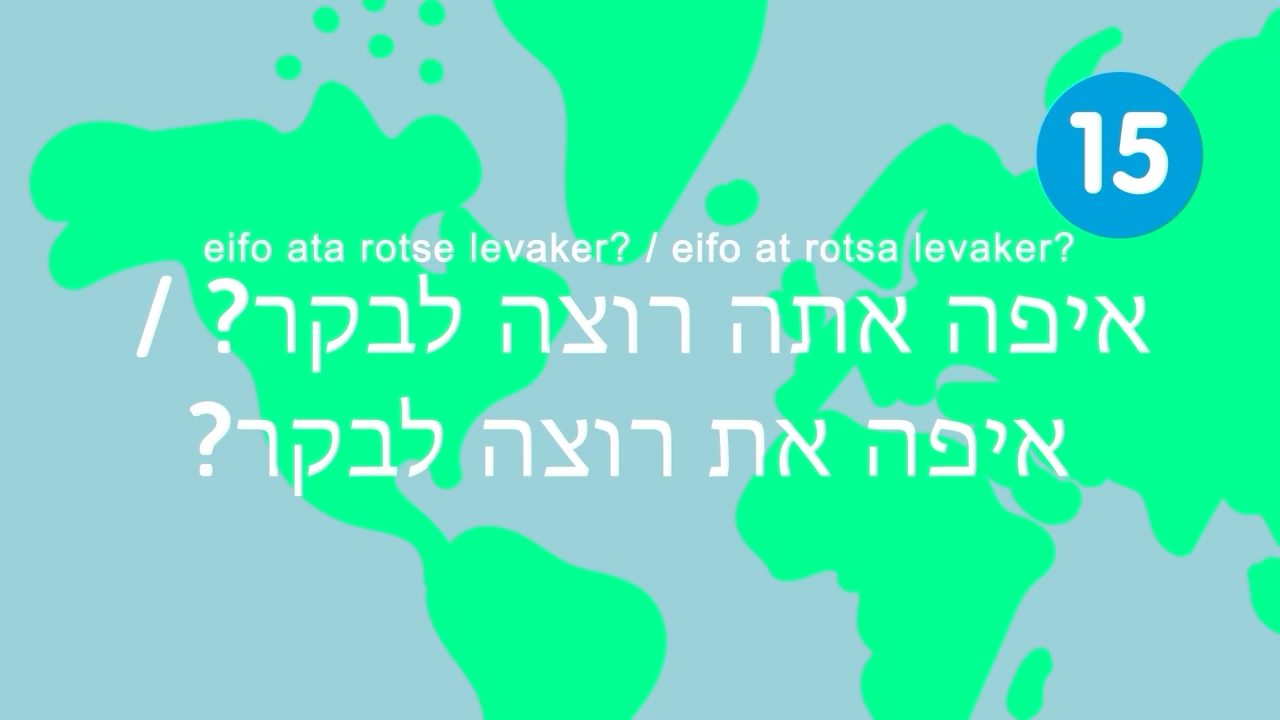 15
eifo ata rotse levaker? / eifo at rotsa levaker?
איפה אתה רוצה לבקר? /
איפה את רוצה לבקר?